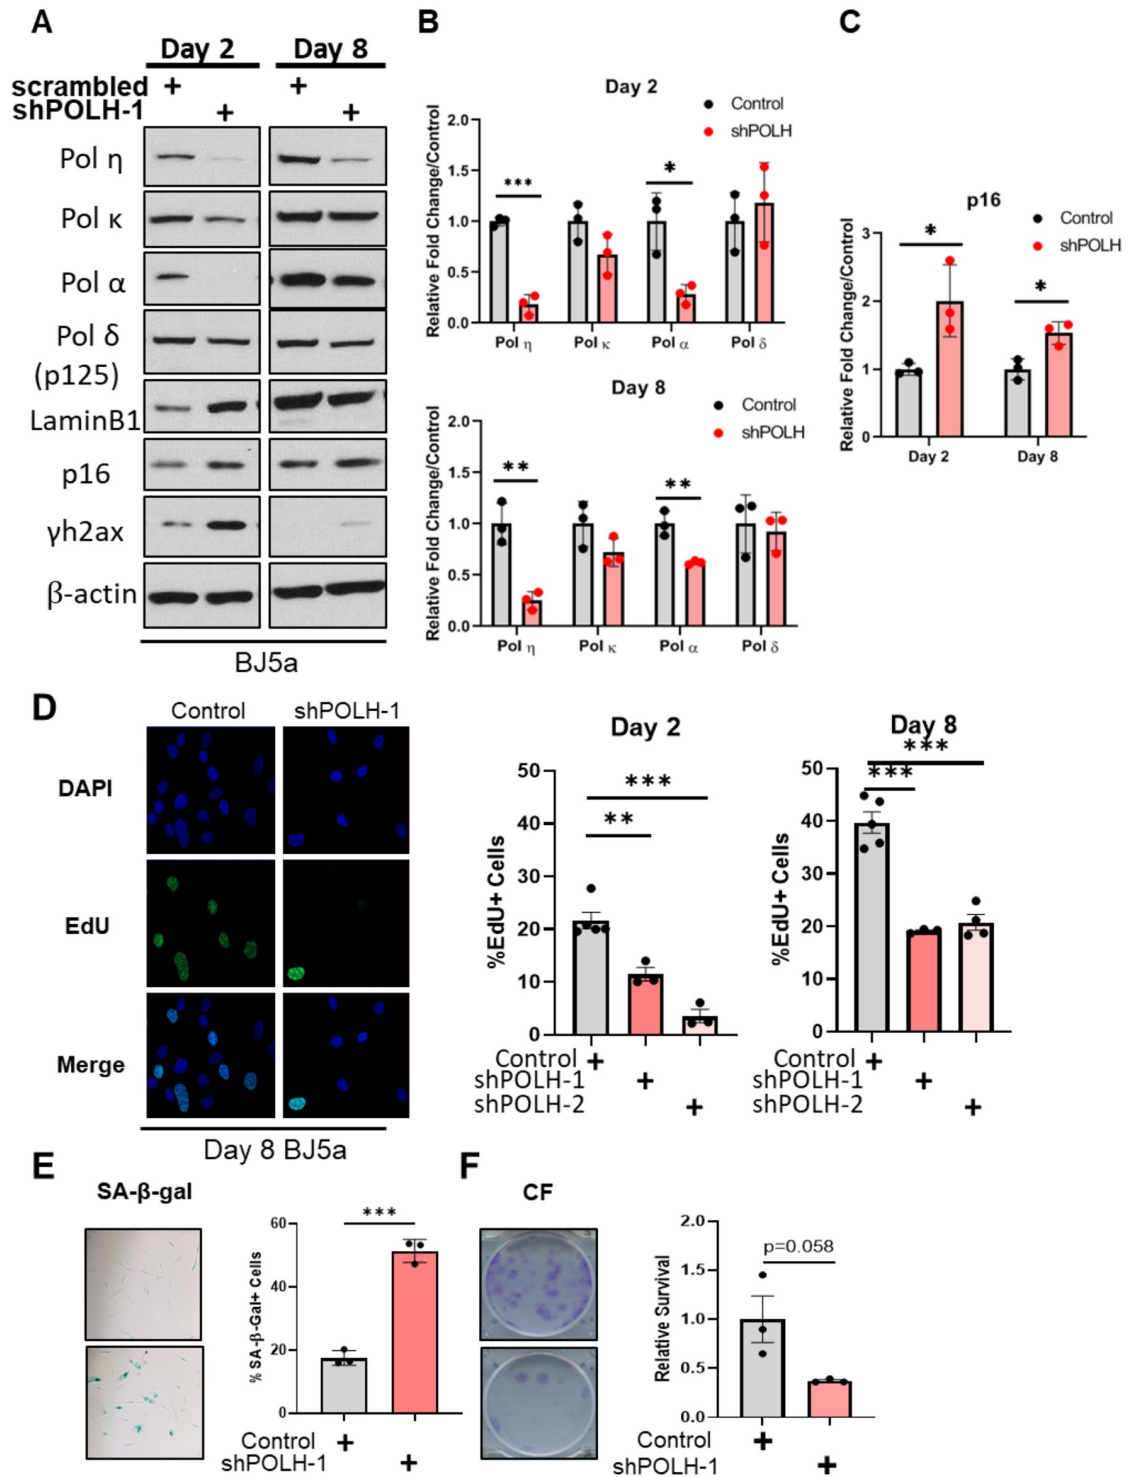 A
Day 2 Day 8
scrambled + +
shPOLH-1 + +
Pol η
Pol κ
Pol α
Pol δ
(p125)
LaminB1
p16
γh2ax
β-actin
BJ5a
B
Day 2
Control
shPOLH
Relative Fold Change/Control
2.0
1.5
1.0
0.5
0.0
***
*
Pol η Pol κ Pol α Pol δ
Day 8
Control
shPOLH
Relative Fold Change/Control
2.0
1.5
1.0
0.5
0.0
**
**
Pol η Pol κ Pol α Pol δ
C
p16
Control
shPOLH
Relative Fold Change/Control
3
2
1
0
*
*
Day 2 Day 8
D
Control shPOLH-1
DAPI
EdU
Merge
Day 8 BJ5a
Day 2
%EdU+ Cells
50
40
30
20
10
0
***
**
Control +
shPOLH-1 +
shPOLH-2 +
Day 8
%EdU+ Cells
50
40
30
20
10
0
***
***
Control +
shPOLH-1 +
shPOLH-2 +
E
SA-β-gal
% SA-β-Gal+ Cells
60
40
20
0
***
Control +
shPOLH-1 +
F
CF
Relative Survival
2.0
1.5
1.0
0.5
0.0
p=0.058
Control +
shPOLH-1 +